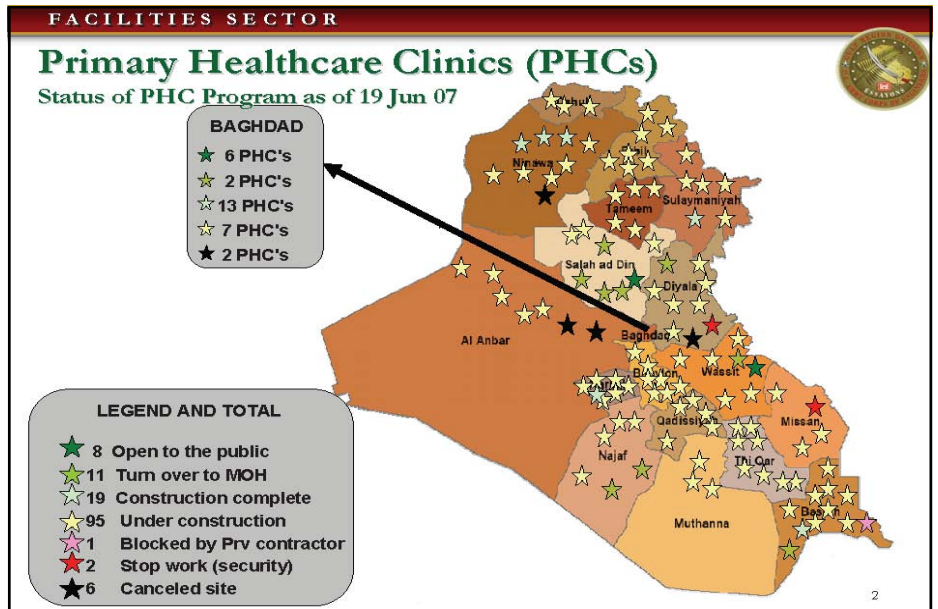 FACILITIES SECTOR
Primary Healthcare Clinics (PHCs)
Status of PHC Program as of 19 Jun 07
BAGHDAD
6 PHC's
2 PHC's
13 PHC's
7 PHC's
2 PHC's
Ninawa
Tameem
Sulaymaniyah
Salah ad Din
Diyala
Al Anbar
Baghdad
Wassit
Qadissiyah
Missan
Najaf
Thi Qar
Muthanna
LEGEND AND TOTAL
8 Open to the public
11 Turn over to MOH
19 Construction complete
95 Under construction
1 Blocked by Prv contractor
2 Stop work (security)
6 Canceled site
ESSAYONS
2